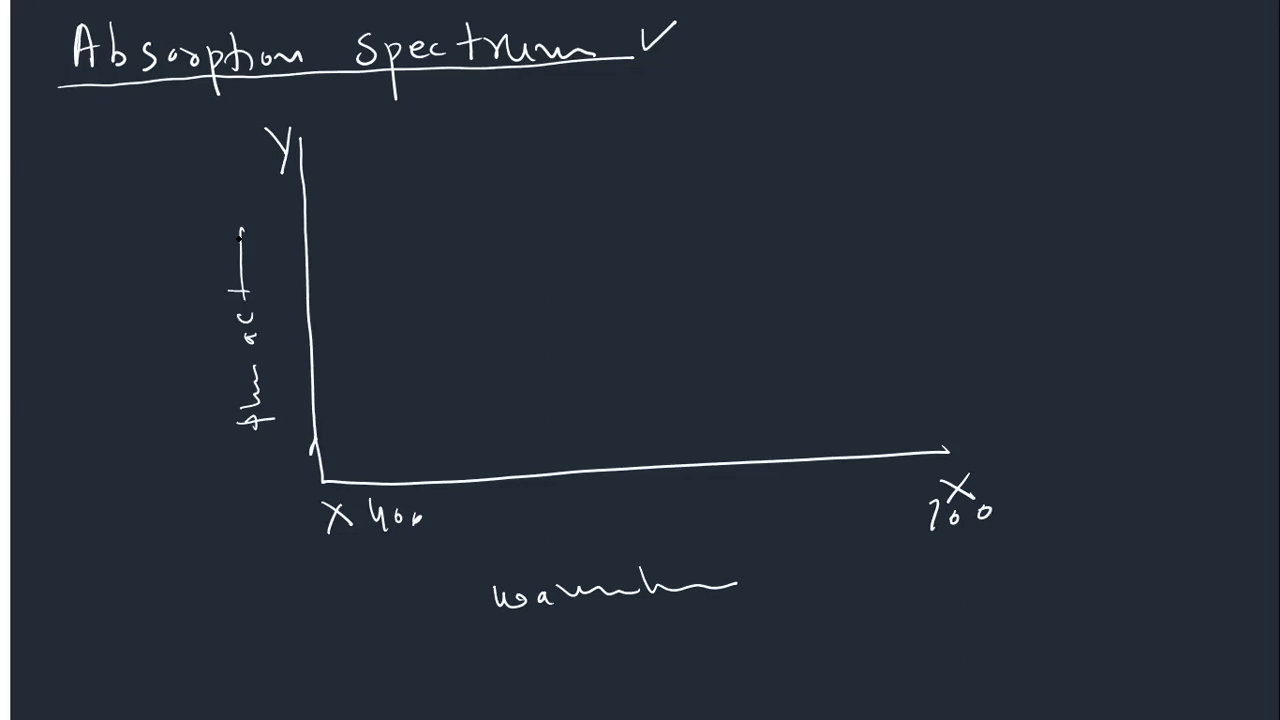 Absorption spectrum ✓
Y
X 400
X
700